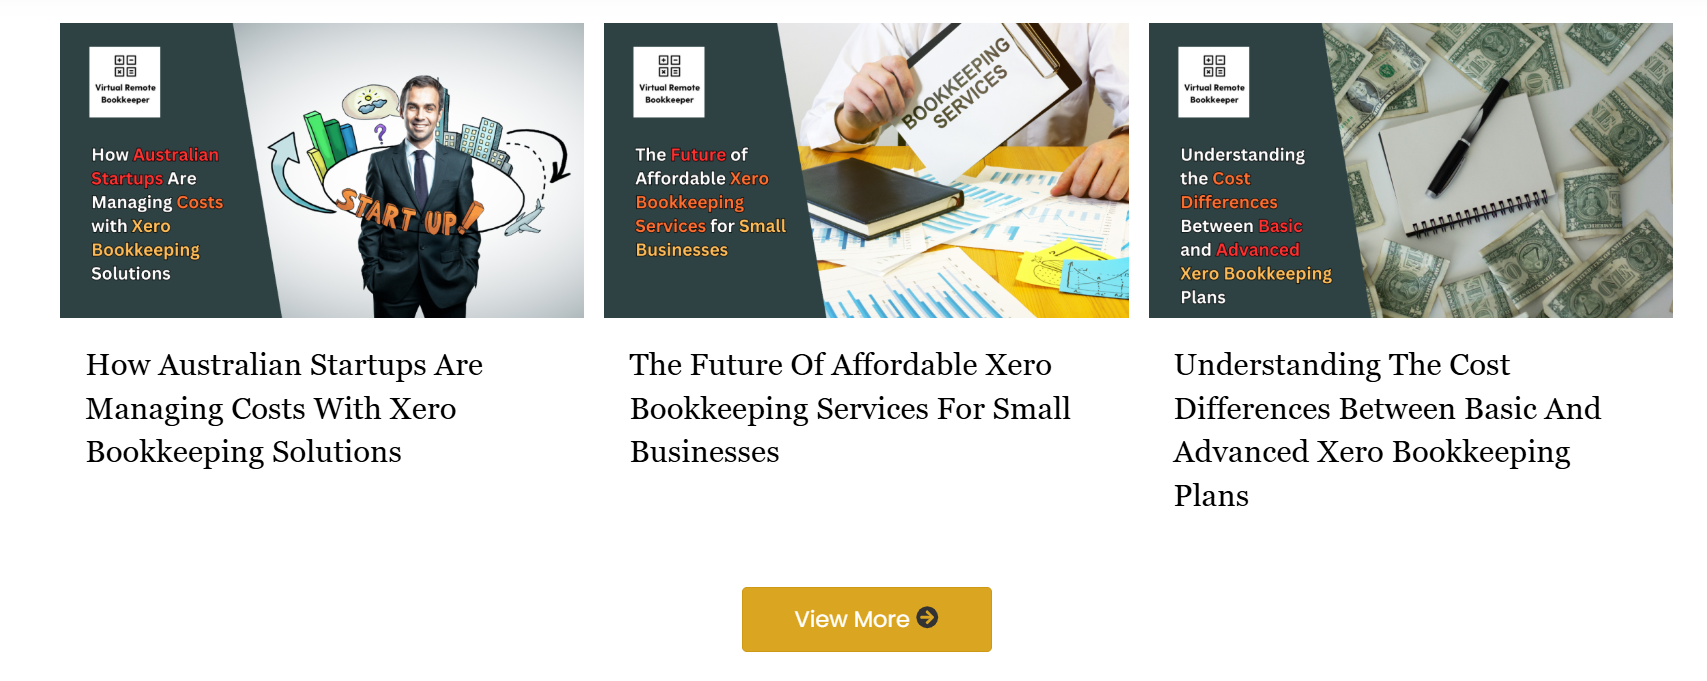 Virtual Remote
Bookkeeper
How Australian
Startups Are
Managing Costs
with Xero
Bookkeeping
Solutions
?
START UP!
Virtual Remote
Bookkeeper
The Future of
Affordable Xero
Bookkeeping
Services for Small
Businesses
BOOKKEEPING
SERVICES
Virtual Remote
Bookkeeper
Understanding
the Cost
Differences
Between Basic
and Advanced
Xero Bookkeeping
Plans
How Australian Startups Are
Managing Costs With Xero
Bookkeeping Solutions
The Future Of Affordable Xero
Bookkeeping Services For Small
Businesses
Understanding The Cost
Differences Between Basic And
Advanced Xero Bookkeeping
Plans
View More